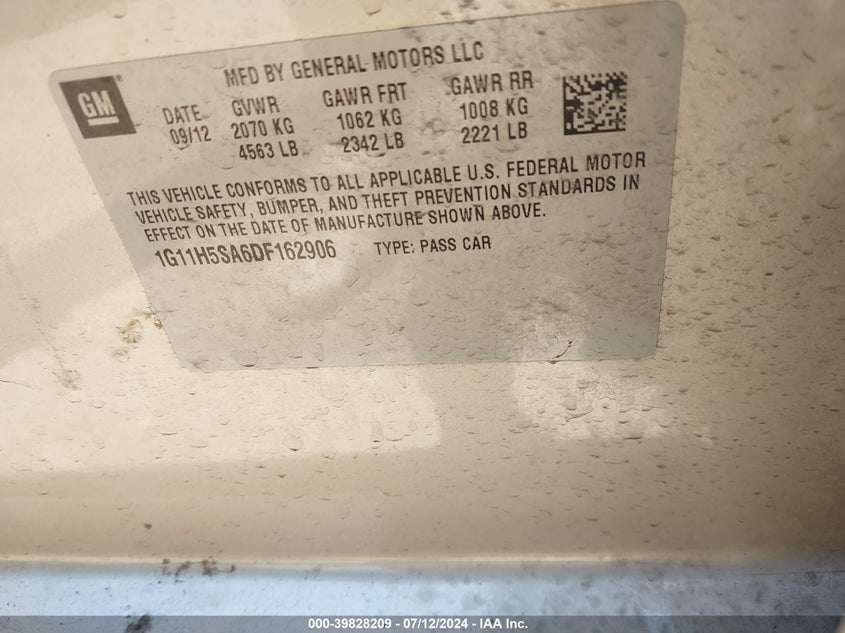 MFD BY GENERAL MOTORS LLC
GM
DATE GVWR GAWR FRT GAWR RR
09/12 2070 KG 1062 KG 1008 KG
4563 LB 2342 LB 2221 LB
THIS VEHICLE CONFORMS TO ALL APPLICABLE U.S. FEDERAL MOTOR
VEHICLE SAFETY, BUMPER, AND THEFT PREVENTION STANDARDS IN
EFFECT ON THE DATE OF MANUFACTURE SHOWN ABOVE.
1G11H5SA6DF162906 TYPE: PASS CAR
000-39828209 - 07/12/2024 - IAA Inc.